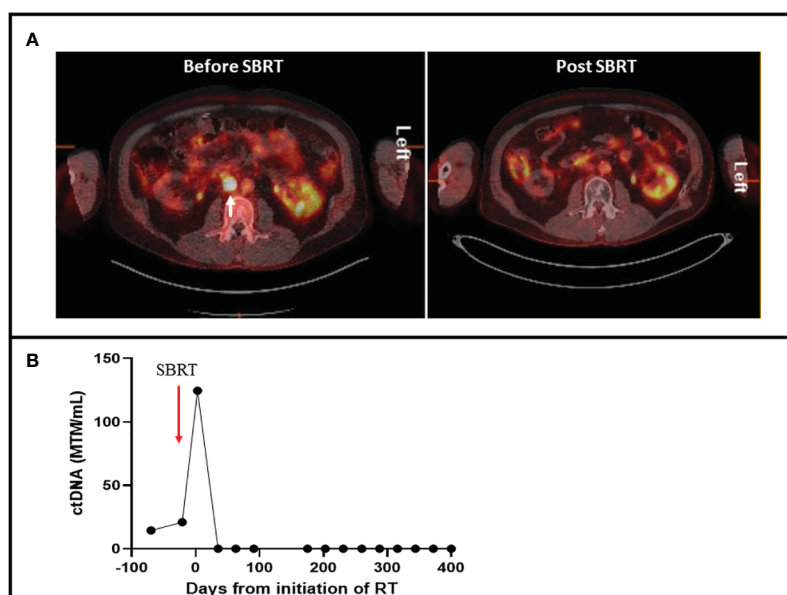 A
Before SBRT
Left
Post SBRT
Left
B
150
SBRT
100
50
0
-100
0
100
200
300
400
ctDNA (MTM/mL)
Days from initiation of RT